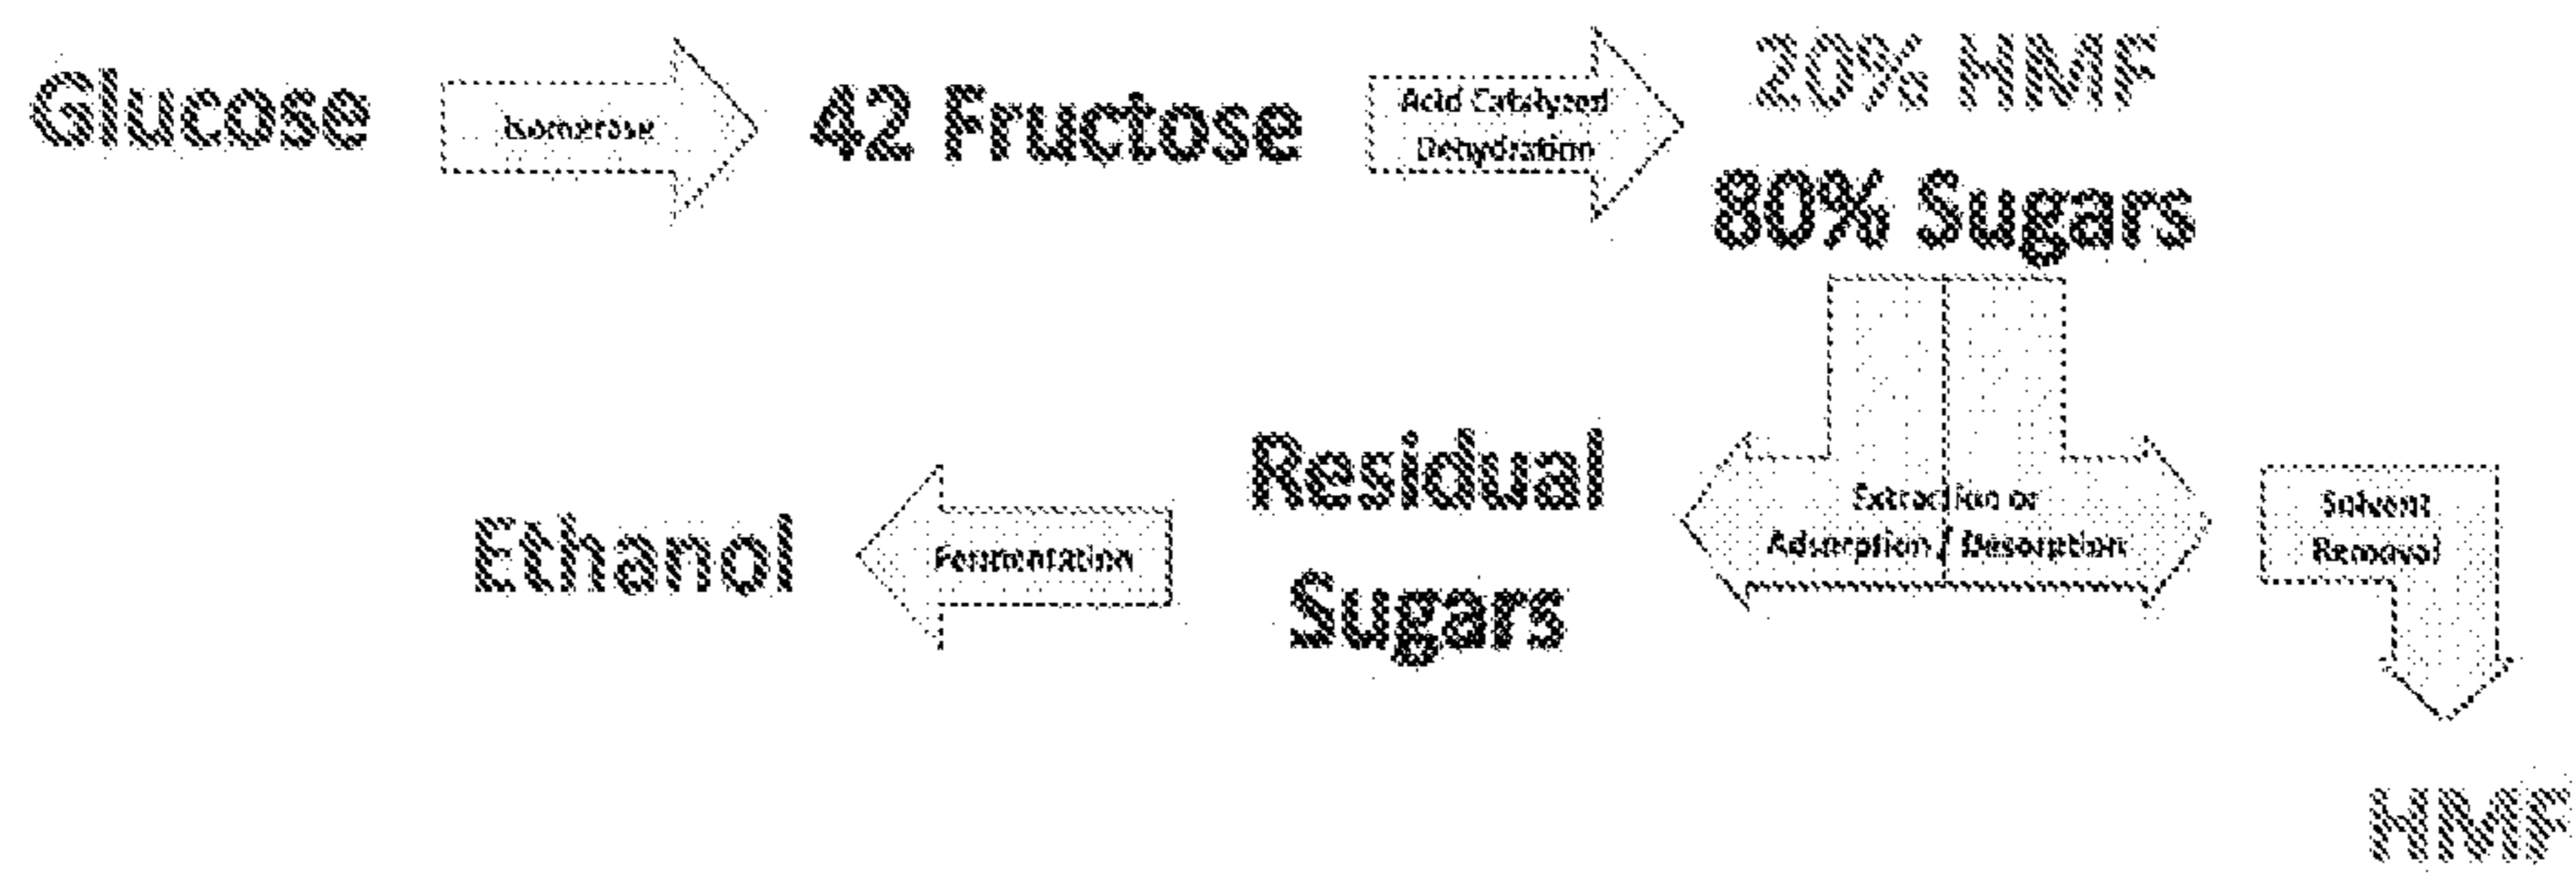 Glucose
Isomerase
42 Fructose
Acid Catalyzed
Dehydration
20% HMF
80% Sugars
Extraction or
Adsorption / Desorption
Solvent
Removal
HMF
Residual
Sugars
Fermentation
Ethanol